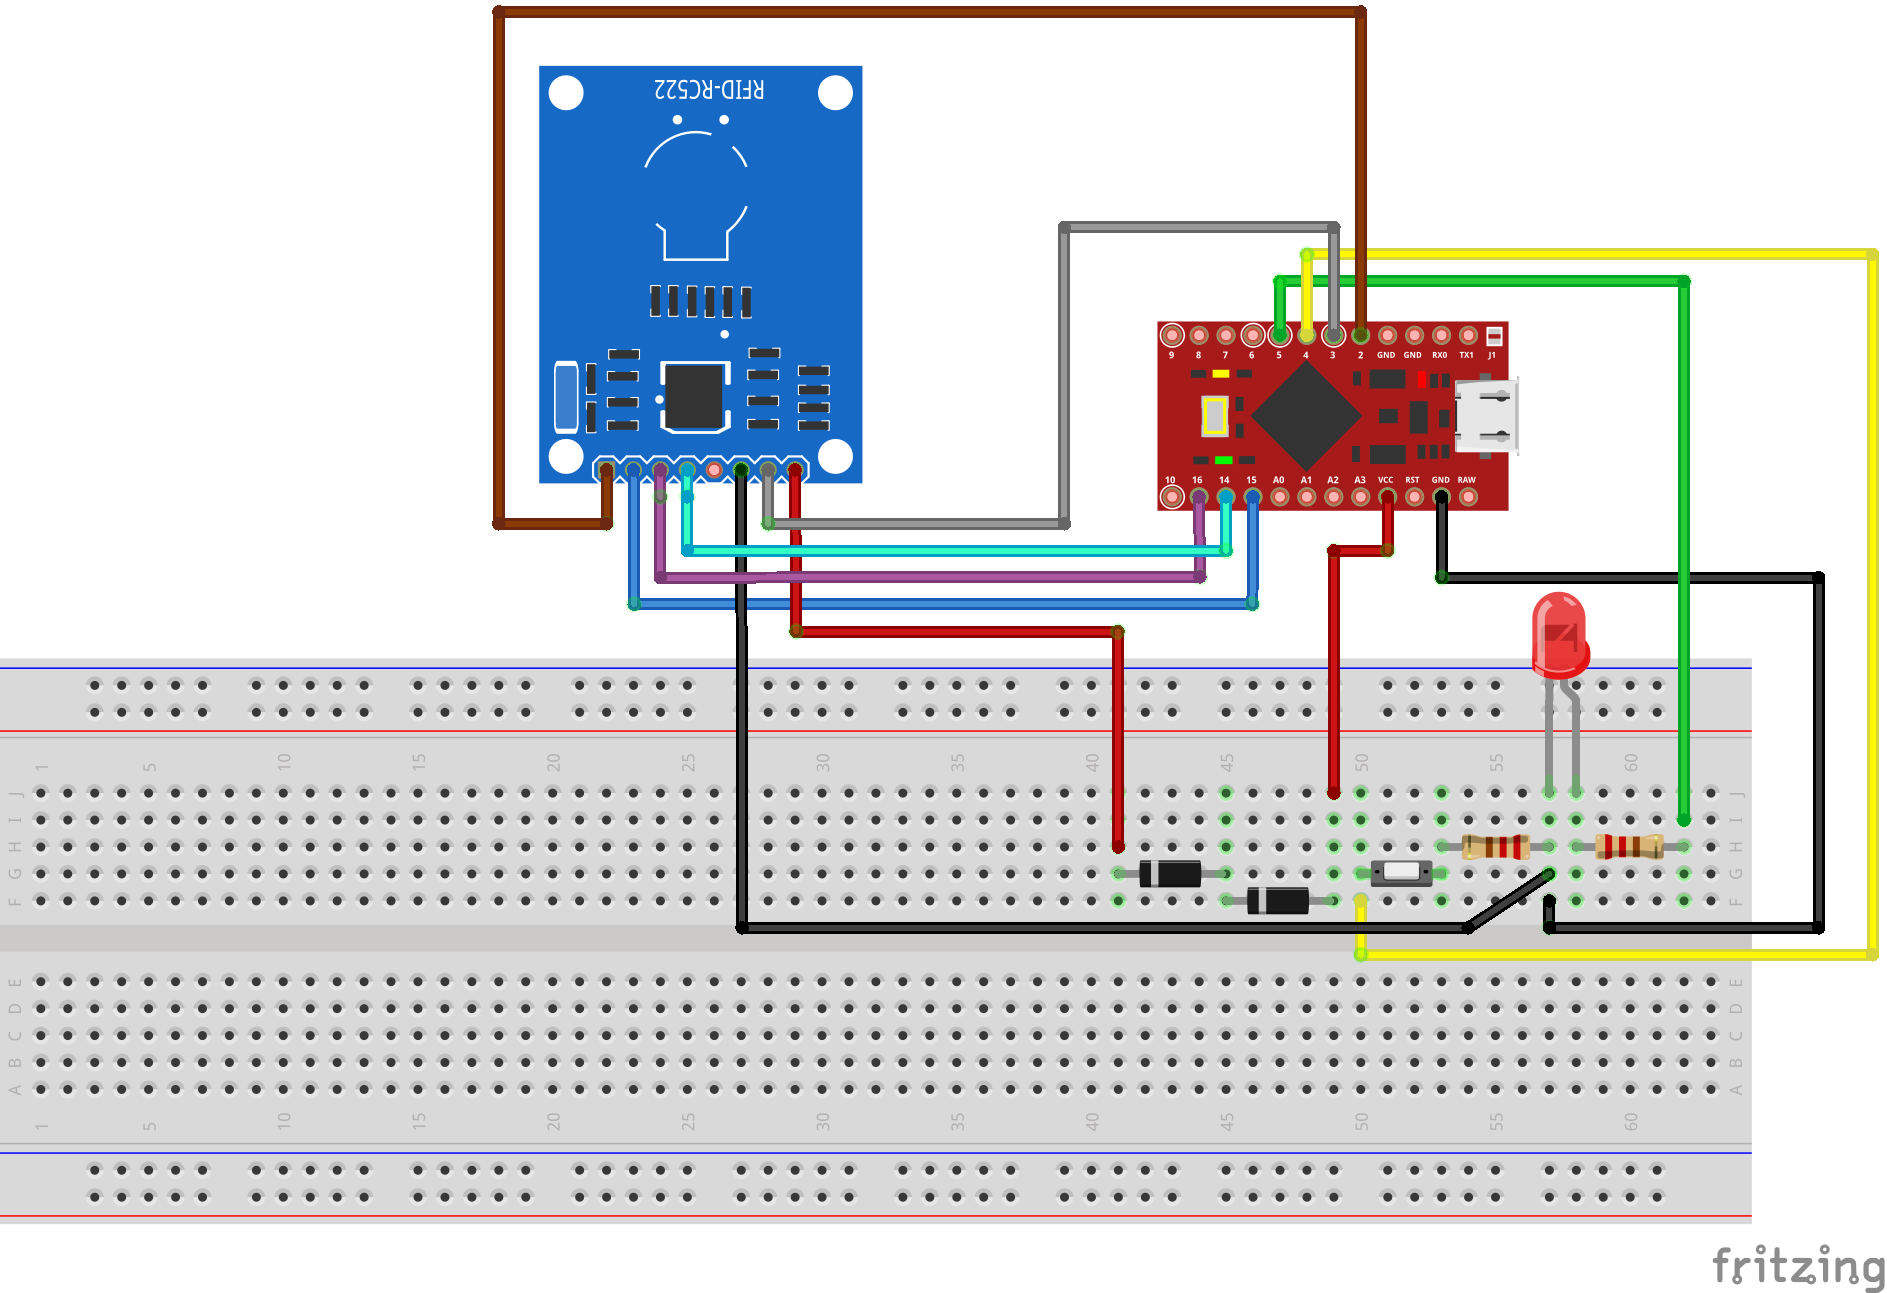 RFID-RC522
9 8 7 6 5 4 3 2 GND GND RX0 TX1 J1
10 16 14 15 A0 A1 A2 A3 VCC RST GND RAW
1 5 10 15 20 25 30 35 40 45 50 55 60
J J
I I
H H
G G
F F
E E
D D
C C
B B
A A
1 5 10 15 20 25 30 35 40 45 50 55 60
fritzing